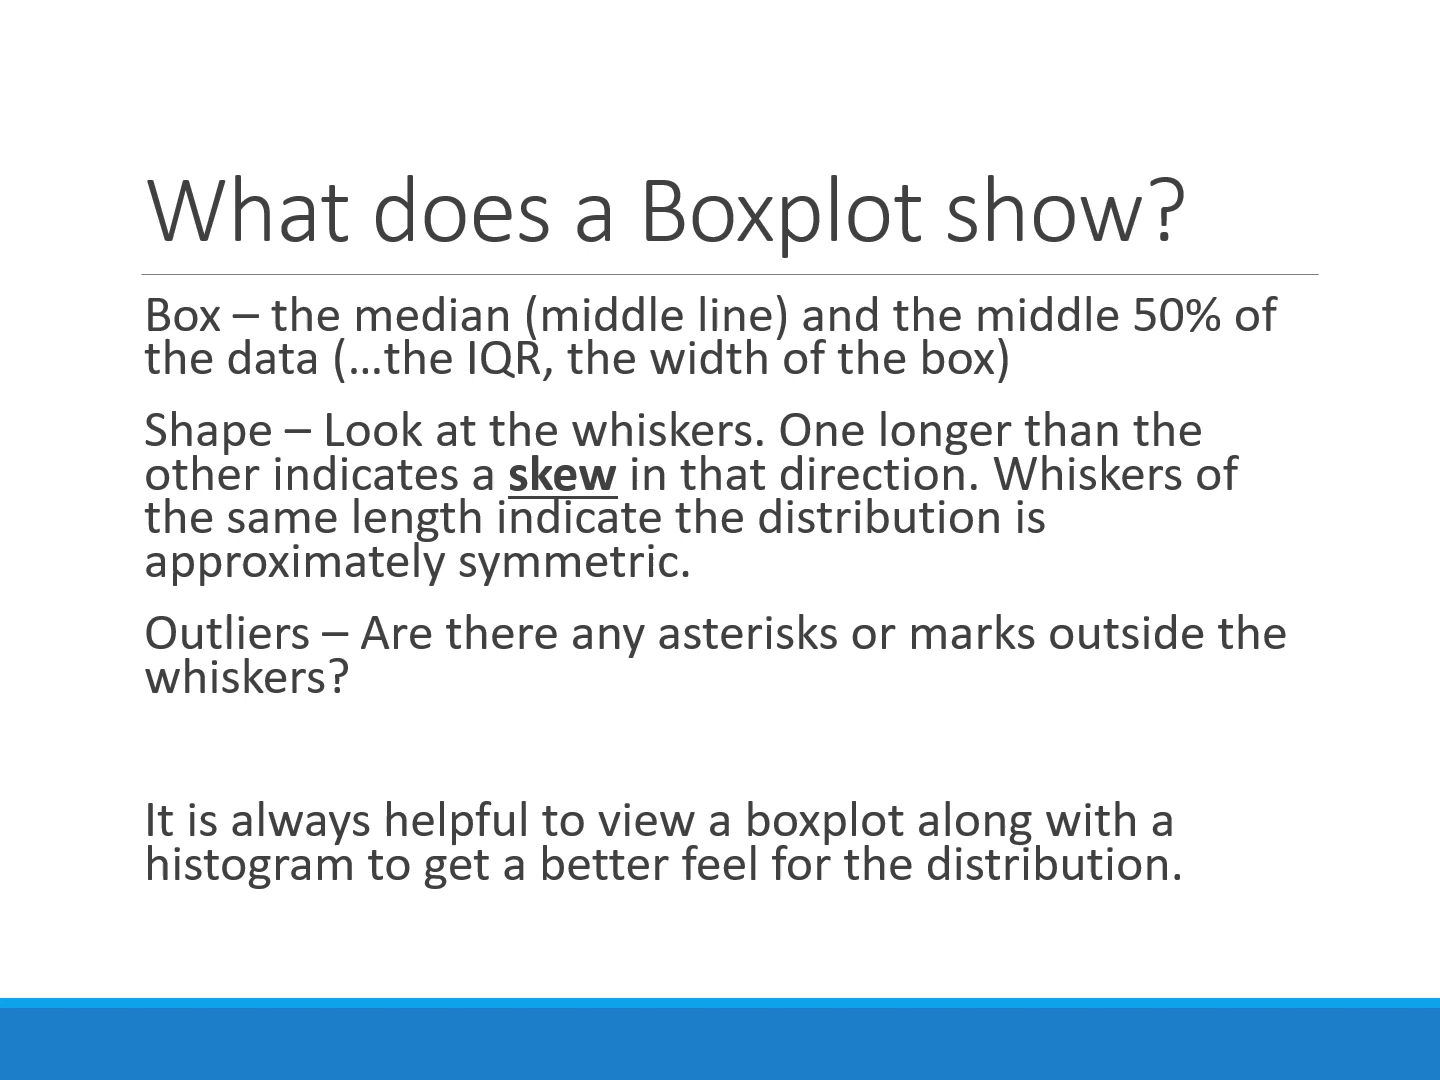 What does a Boxplot show?
Box – the median (middle line) and the middle 50% of
the data (…the IQR, the width of the box)
Shape – Look at the whiskers. One longer than the
other indicates a skew in that direction. Whiskers of
the same length indicate the distribution is
approximately symmetric.
Outliers – Are there any asterisks or marks outside the
whiskers?
It is always helpful to view a boxplot along with a
histogram to get a better feel for the distribution.